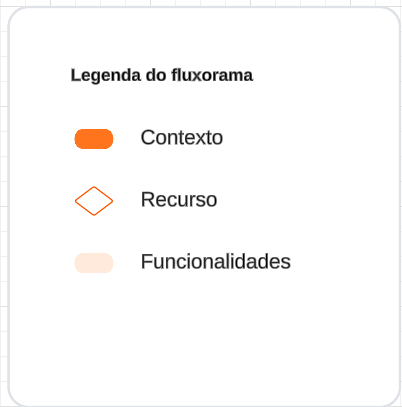 Legenda do fluxorama
Contexto
Recurso
Funcionalidades